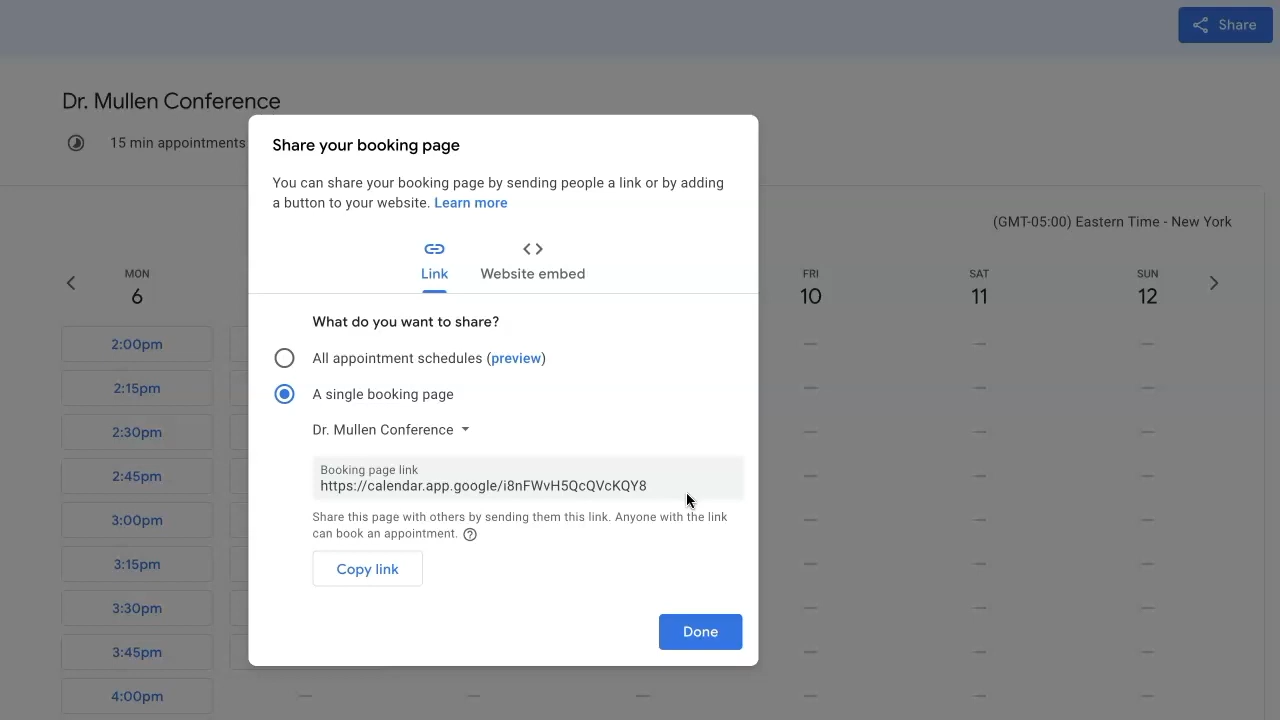 Share
Dr. Mullen Conference
15 min appointments
Share your booking page
You can share your booking page by sending people a link or by adding
a button to your website. Learn more
Link
Website embed
What do you want to share?
All appointment schedules (preview)
A single booking page
Dr. Mullen Conference
Booking page link
https://calendar.app.google/i8nFWvH5QcQVcKQY8
Share this page with others by sending them this link. Anyone with the link
can book an appointment.
Copy link
Done
(GMT-05:00) Eastern Time - New York
MON
6
FRI
10
SAT
11
SUN
12
2:00pm
2:15pm
2:30pm
2:45pm
3:00pm
3:15pm
3:30pm
3:45pm
4:00pm